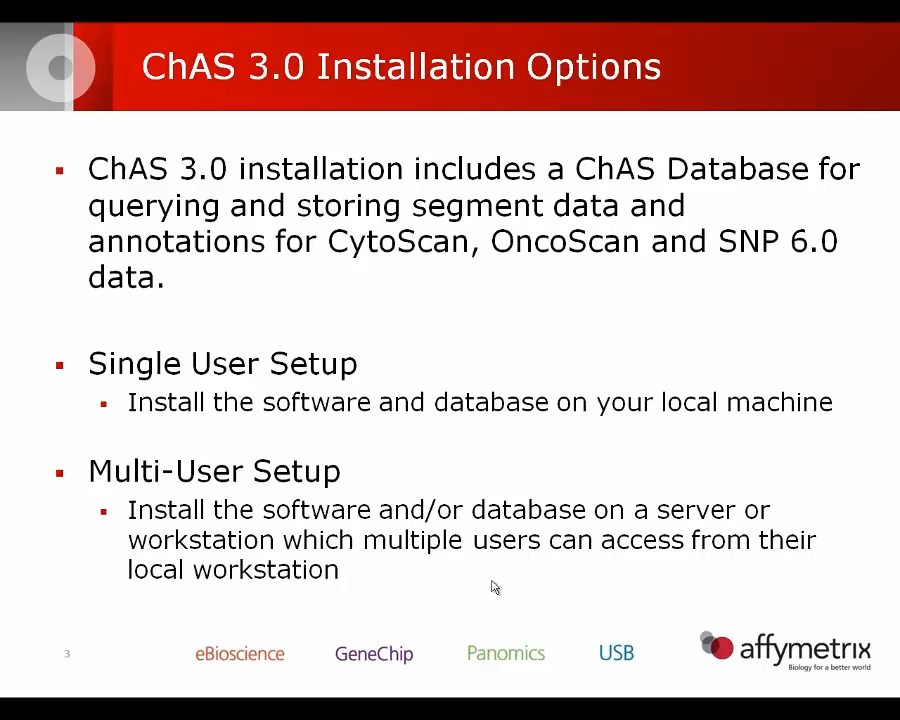 ChAS 3.0 Installation Options
▪ ChAS 3.0 installation includes a ChAS Database for
querying and storing segment data and
annotations for CytoScan, OncoScan and SNP 6.0
data.
▪ Single User Setup
▪ Install the software and database on your local machine
▪ Multi-User Setup
▪ Install the software and/or database on a server or
workstation which multiple users can access from their
local workstation
3 eBioscience GeneChip Panomics USB affymetrix
Biology for a better world